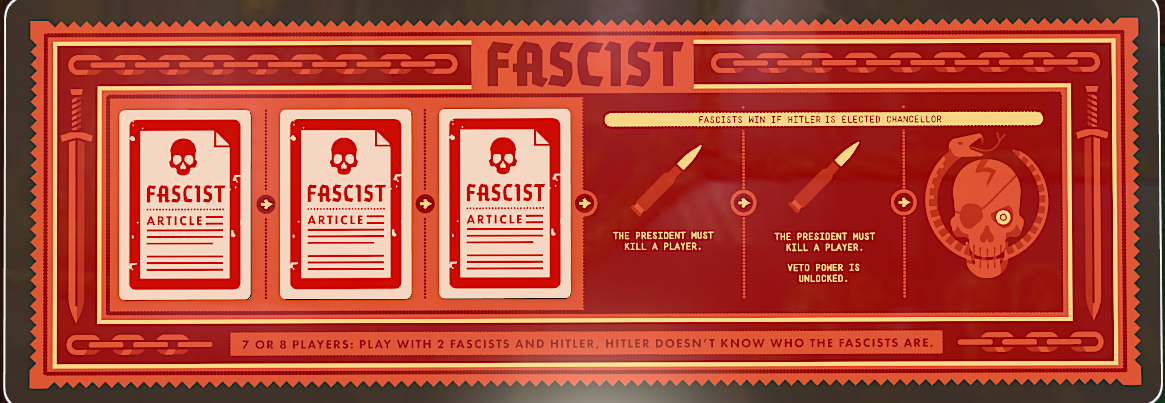 FASCIST
FASCISTS WIN IF HITLER IS ELECTED CHANCELLOR
FASCIST
ARTICLE
FASCIST
ARTICLE
FASCIST
ARTICLE
THE PRESIDENT MUST
KILL A PLAYER.
THE PRESIDENT MUST
KILL A PLAYER.
VETO POWER IS
UNLOCKED.
7 OR 8 PLAYERS: PLAY WITH 2 FASCISTS AND HITLER, HITLER DOESN'T KNOW WHO THE FASCISTS ARE.